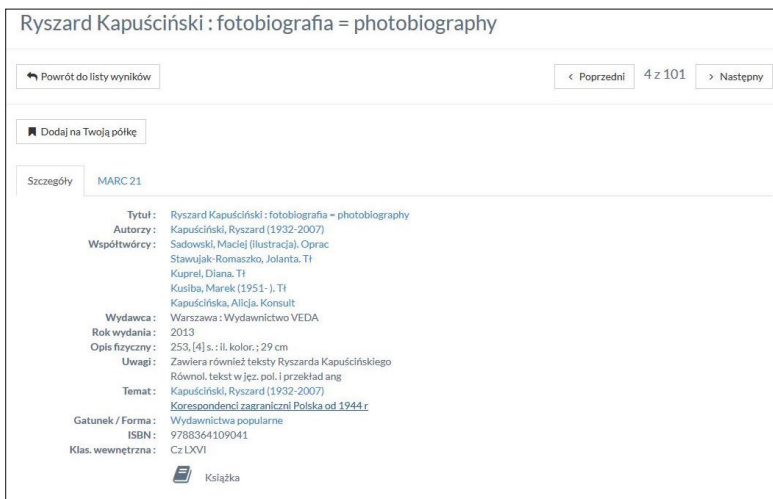 Ryszard Kapuściński : fotobiografia = photobiography
Powrót do listy wyników
Poprzedni 4 z 101 Następny
Dodaj na Twoją półkę
Szczegóły MARC 21
Tytuł : Ryszard Kapuściński : fotobiografia = photobiography
Autorzy : Kapuściński, Ryszard (1932-2007)
Współtwórcy : Sadowski, Maciej (ilustracja). Oprac
Stawujak-Romaszko, Jolanta. Tł
Kuprel, Diana. Tł
Kusiba, Marek (1951- ). Tł
Kapuścińska, Alicja. Konsult
Wydawca : Warszawa : Wydawnictwo VEDA
Rok wydania : 2013
Opis fizyczny : 253, [4] s. : il. kolor. ; 29 cm
Uwagi : Zawiera również teksty Ryszarda Kapuścińskiego
Równol. tekst w jęz. pol. i przekład ang
Temat : Kapuściński, Ryszard (1932-2007)
Korespondenci zagraniczni Polska od 1944 r
Gatunek / Forma : Wydawnictwa popularne
ISBN : 9788364109041
Klas. wewnętrzna : Cz LXVI
Książka